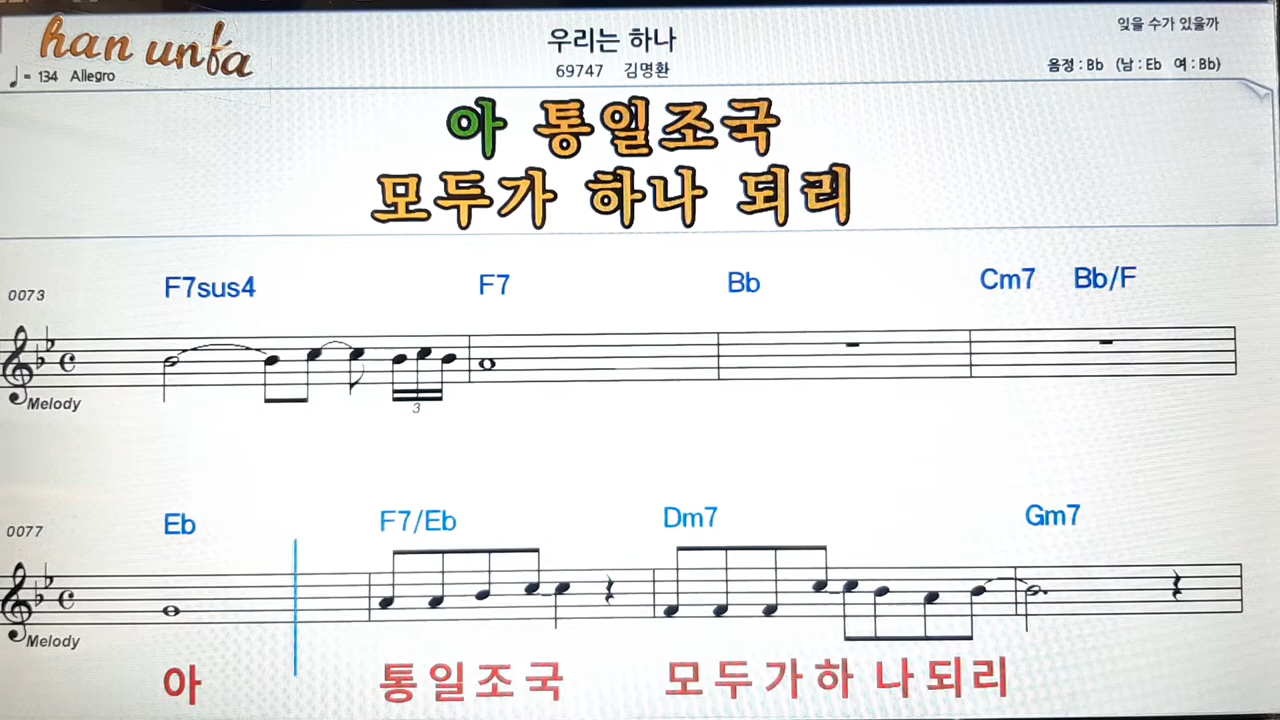 han unfa
우리는 하나
잊을 수가 있을까
♩= 134 Allegro
69747 김명환
음정 : Bb (남 : Eb 여 : Bb)
아 통일조국
모두가 하나 되리
0073
F7sus4 F7 Bb Cm7 Bb/F
Melody
3
0077
Eb F7/Eb Dm7 Gm7
Melody
아 통일조국 모두가하 나되리